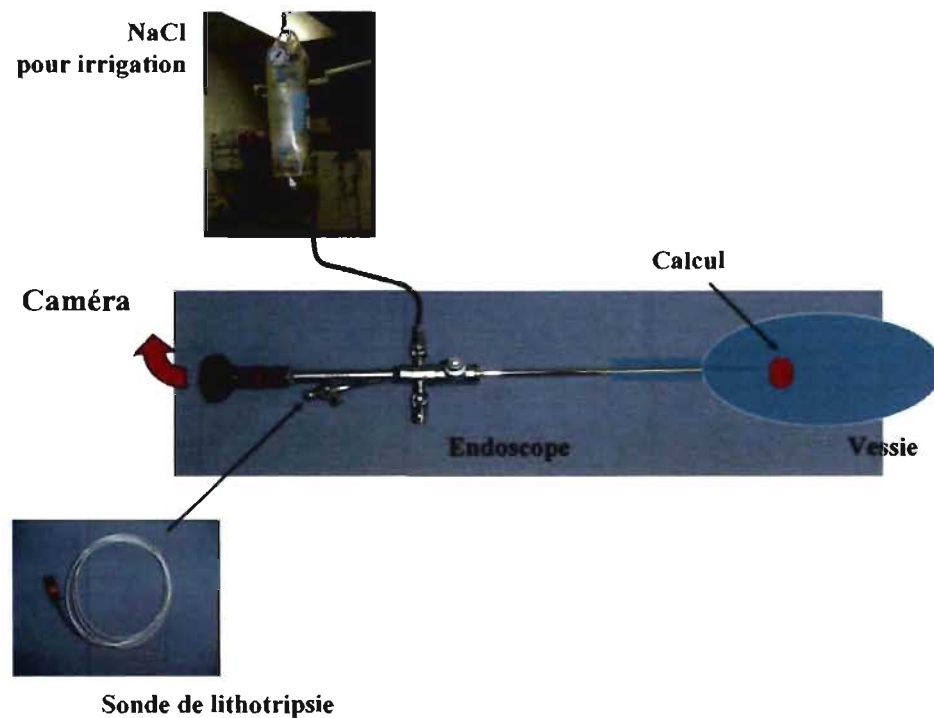 NaCl
pour irrigation
Calcul
Caméra
Endoscope
Vessie
Sonde de lithotripsie